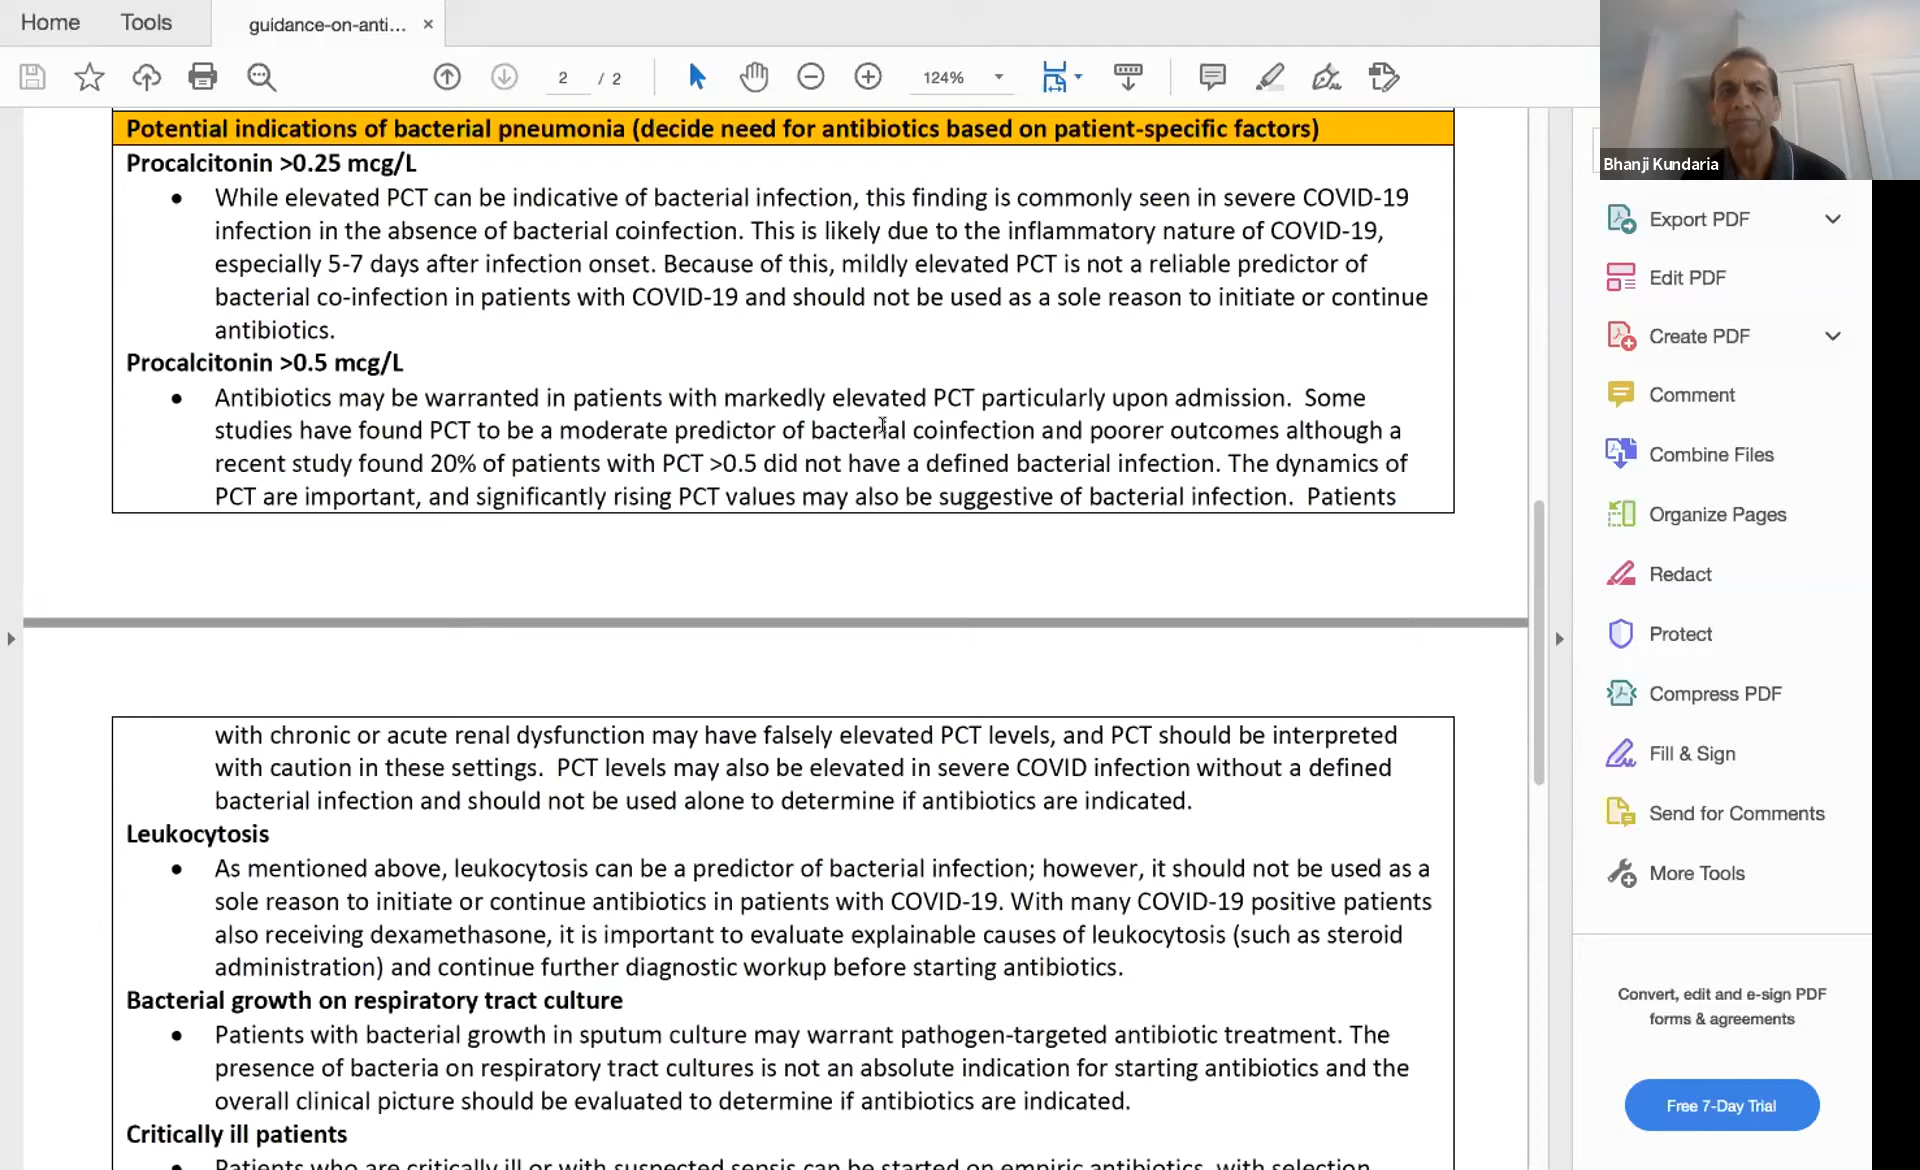 Home
Tools
guidance-on-anti...
2 / 2
124%
Bhanji Kundaria
Potential indications of bacterial pneumonia (decide need for antibiotics based on patient-specific factors)
Procalcitonin >0.25 mcg/L
• While elevated PCT can be indicative of bacterial infection, this finding is commonly seen in severe COVID-19
infection in the absence of bacterial coinfection. This is likely due to the inflammatory nature of COVID-19,
especially 5-7 days after infection onset. Because of this, mildly elevated PCT is not a reliable predictor of
bacterial co-infection in patients with COVID-19 and should not be used as a sole reason to initiate or continue
antibiotics.
Procalcitonin >0.5 mcg/L
• Antibiotics may be warranted in patients with markedly elevated PCT particularly upon admission. Some
studies have found PCT to be a moderate predictor of bacterial coinfection and poorer outcomes although a
recent study found 20% of patients with PCT >0.5 did not have a defined bacterial infection. The dynamics of
PCT are important, and significantly rising PCT values may also be suggestive of bacterial infection. Patients
with chronic or acute renal dysfunction may have falsely elevated PCT levels, and PCT should be interpreted
with caution in these settings. PCT levels may also be elevated in severe COVID infection without a defined
bacterial infection and should not be used alone to determine if antibiotics are indicated.
Leukocytosis
• As mentioned above, leukocytosis can be a predictor of bacterial infection; however, it should not be used as a
sole reason to initiate or continue antibiotics in patients with COVID-19. With many COVID-19 positive patients
also receiving dexamethasone, it is important to evaluate explainable causes of leukocytosis (such as steroid
administration) and continue further diagnostic workup before starting antibiotics.
Bacterial growth on respiratory tract culture
• Patients with bacterial growth in sputum culture may warrant pathogen-targeted antibiotic treatment. The
presence of bacteria on respiratory tract cultures is not an absolute indication for starting antibiotics and the
overall clinical picture should be evaluated to determine if antibiotics are indicated.
Critically ill patients
• Patients who are critically ill or with suspected sepsis can be started on empiric antibiotics, with selection
Export PDF
Edit PDF
Create PDF
Comment
Combine Files
Organize Pages
Redact
Protect
Compress PDF
Fill & Sign
Send for Comments
More Tools
Convert, edit and e-sign PDF
forms & agreements
Free 7-Day Trial